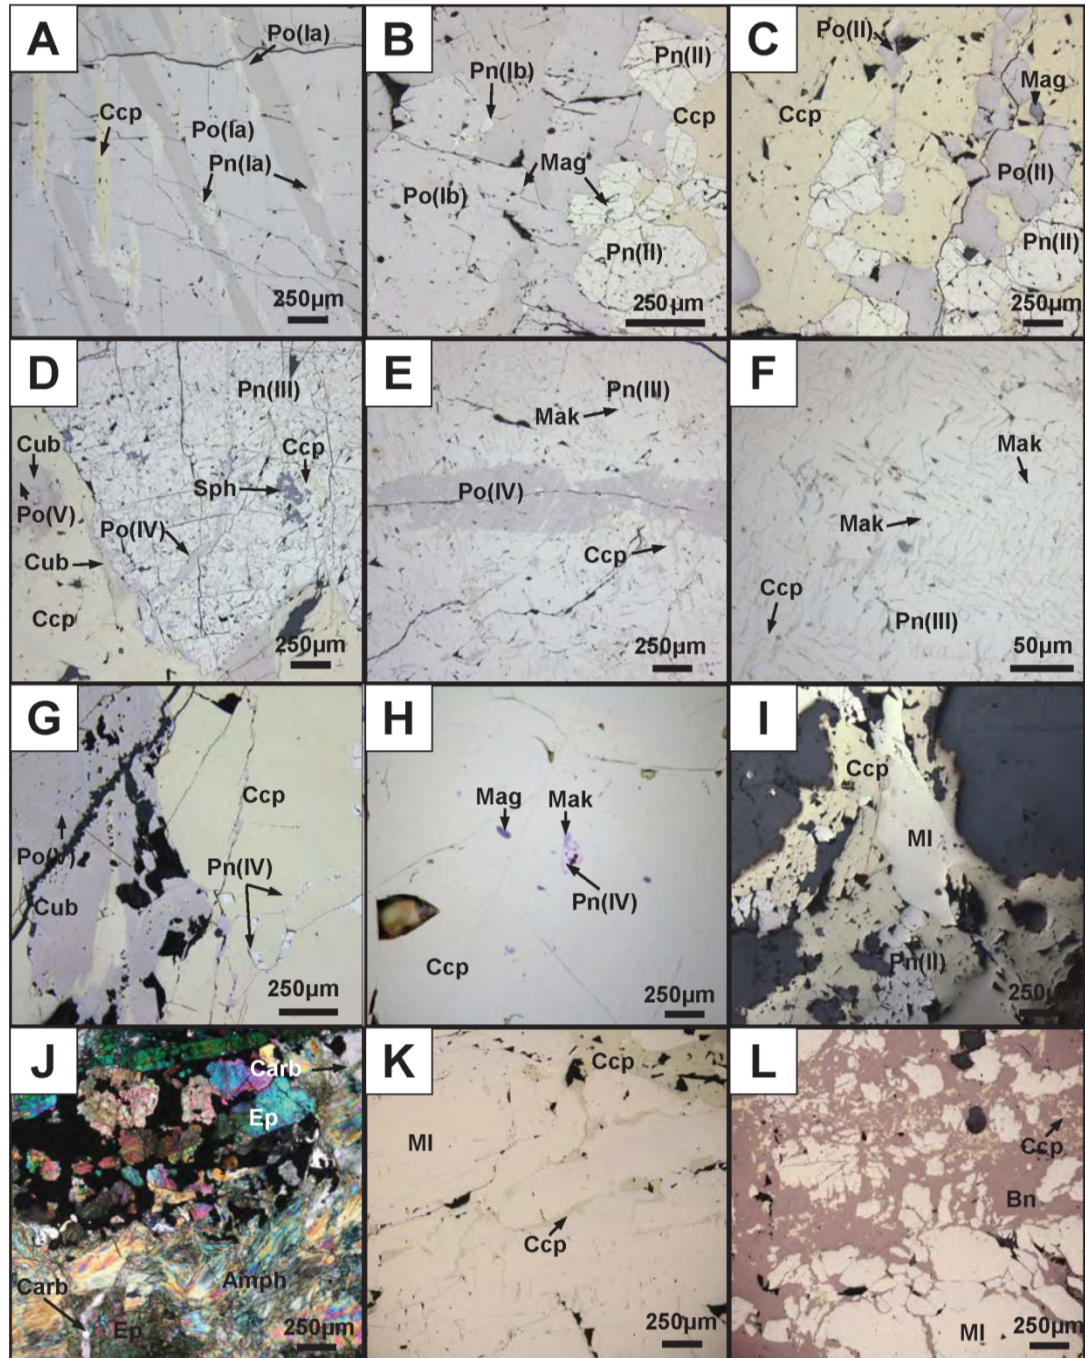 A
Po(Ia)
Ccp
Po(Ia)
Pn(Ia)
250µm
B
Pn(II)
Pn(Ib)
Ccp
Mag
Po(Ib)
Pn(II)
250µm
C
Po(II)
Mag
Ccp
Po(II)
Pn(II)
250µm
D
Pn(III)
Cub
Ccp
Sph
Po(V)
Po(IV)
Cub
Ccp
250µm
E
Pn(III)
Mak
Po(IV)
Ccp
250µm
F
Mak
Mak
Ccp
Pn(III)
50µm
G
Ccp
Po(V)
Pn(IV)
Cub
250µm
H
Mag Mak
Pn(IV)
Ccp
250µm
I
Ccp
Ml
Pn(II)
250µm
J
Carb
Ep
Carb
Amph
Ep
250µm
K
Ccp
Ml
Ccp
250µm
L
Ccp
Bn
Ml
250µm